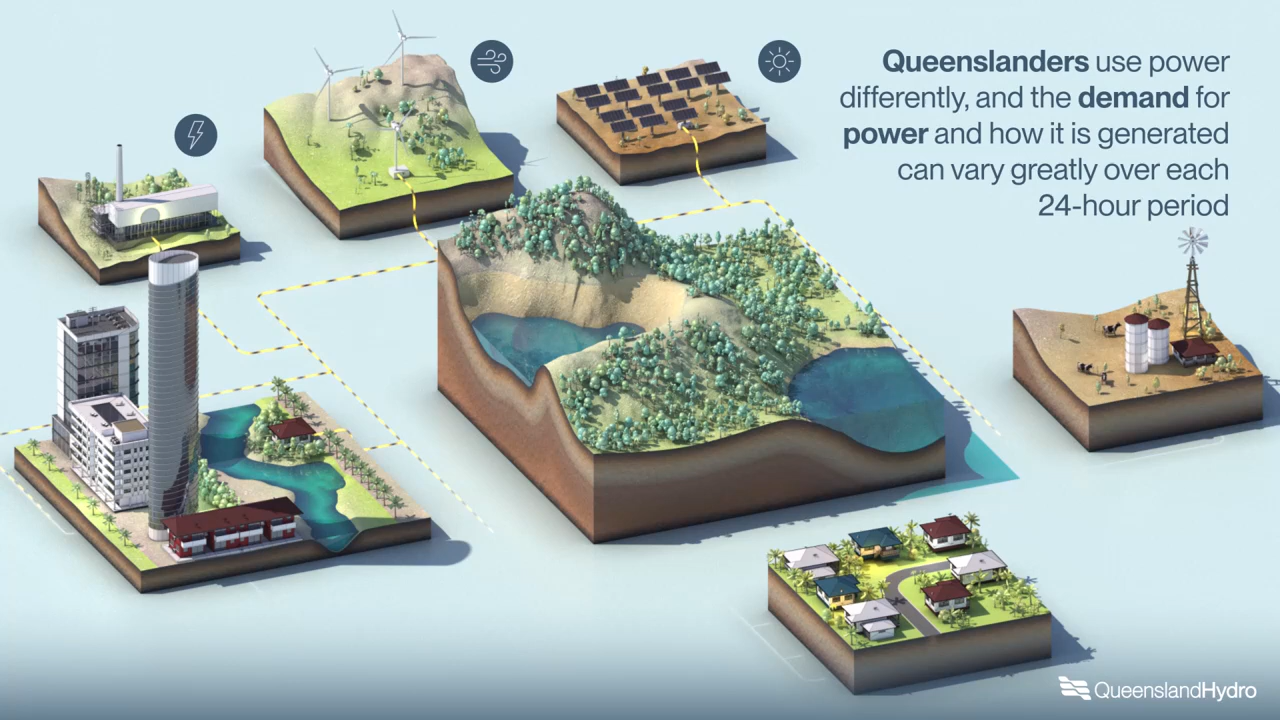 Queenslanders use power
differently, and the demand for
power and how it is generated
can vary greatly over each
24-hour period
QueenslandHydro